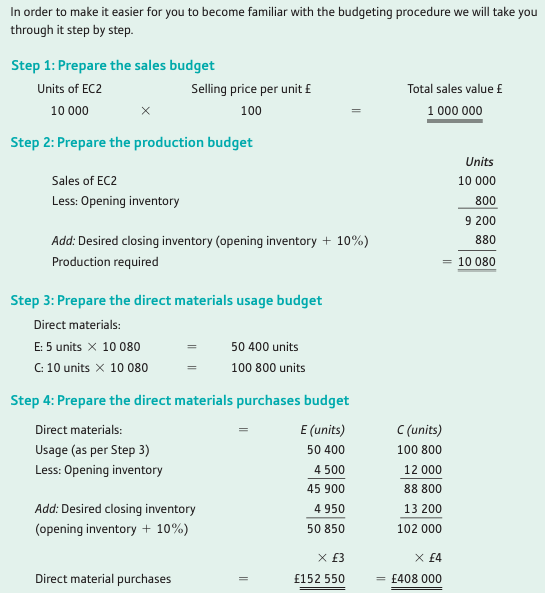 In order to make it easier for you to become familiar with the budgeting procedure we will take you
through it step by step.
Step 1: Prepare the sales budget
Units of EC2 Selling price per unit £ Total sales value £
10 000 × 100 = 1 000 000
Step 2: Prepare the production budget
Units
Sales of EC2 10 000
Less: Opening inventory 800
9 200
Add: Desired closing inventory (opening inventory + 10%) 880
Production required = 10 080
Step 3: Prepare the direct materials usage budget
Direct materials:
E: 5 units × 10 080 = 50 400 units
C: 10 units × 10 080 = 100 800 units
Step 4: Prepare the direct materials purchases budget
Direct materials: = E (units) C (units)
Usage (as per Step 3) 50 400 100 800
Less: Opening inventory 4 500 12 000
45 900 88 800
Add: Desired closing inventory 4 950 13 200
(opening inventory + 10%) 50 850 102 000
× £3 × £4
Direct material purchases = £152 550 = £408 000